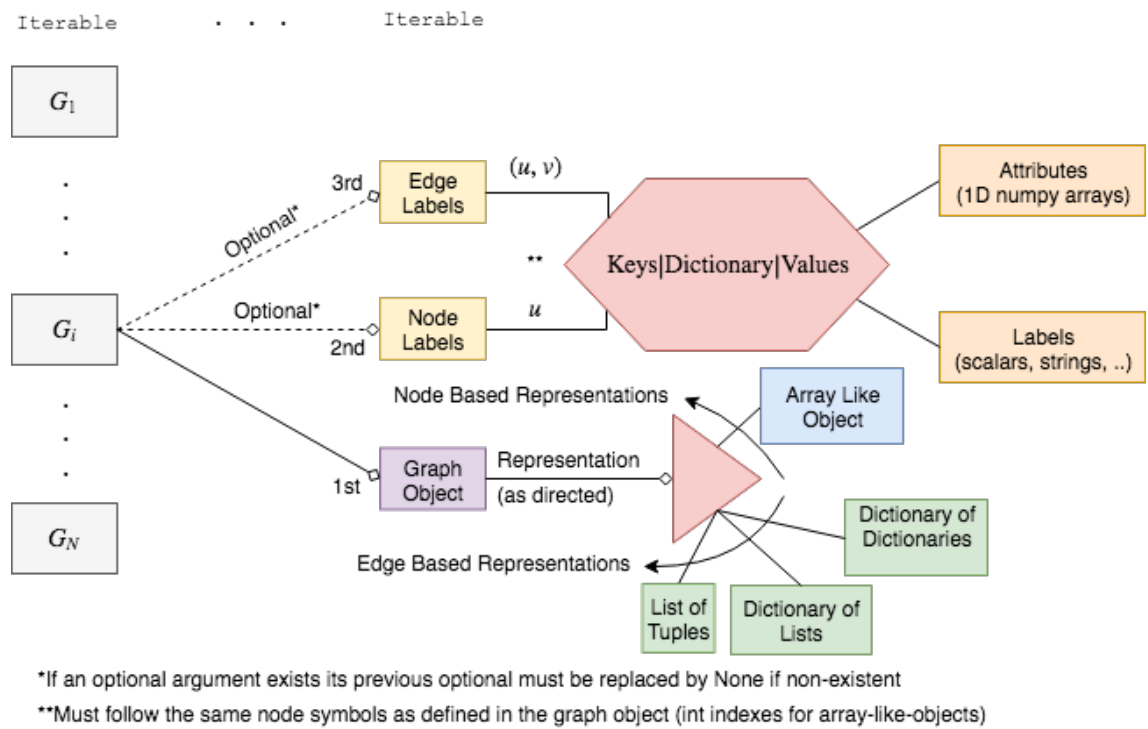 Iterable . . . Iterable
G1
.
.
.
Gi
.
.
.
GN
3rd
Optional*
Edge
Labels
(u, v)
**
Optional*
2nd
Node
Labels
u
Keys|Dictionary|Values
Attributes
(1D numpy arrays)
Labels
(scalars, strings, ..)
Node Based Representations
Array Like
Object
1st
Graph
Object
Representation
(as directed)
Dictionary of
Dictionaries
Edge Based Representations
List of
Tuples
Dictionary of
Lists
*If an optional argument exists its previous optional must be replaced by None if non-existent
**Must follow the same node symbols as defined in the graph object (int indexes for array-like-objects)